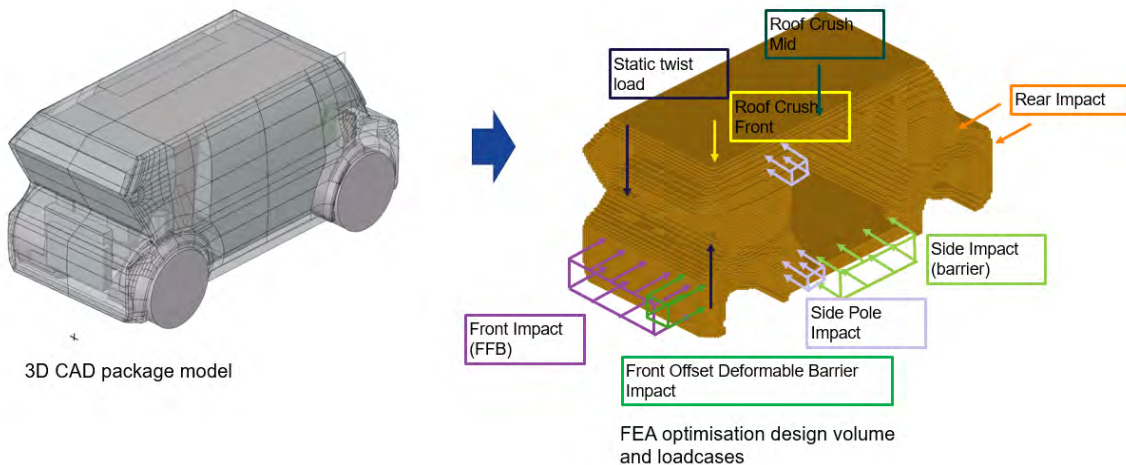 Roof Crush
Mid
Static twist
load
Roof Crush
Front
Rear Impact
Side Impact
(barrier)
Side Pole
Impact
Front Impact
(FFB)
Front Offset Deformable Barrier
Impact
3D CAD package model
FEA optimisation design volume
and loadcases